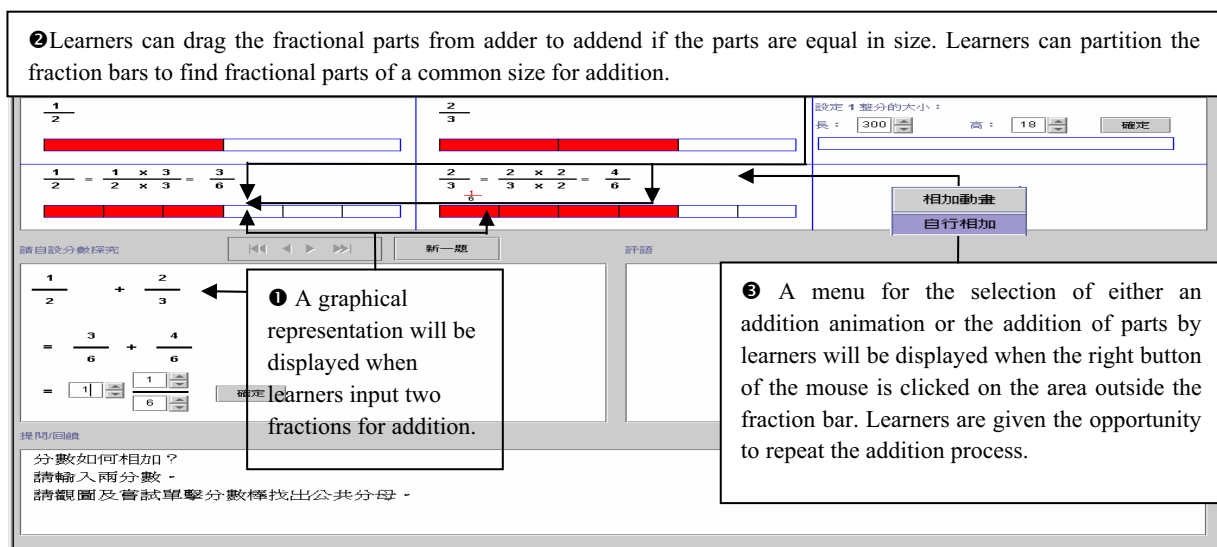 ❷Learners can drag the fractional parts from adder to addend if the parts are equal in size. Learners can partition the
fraction bars to find fractional parts of a common size for addition.
1/2
2/3
設定 1 整分的大小：
長： 300 高： 18 確定
1/2 = 1 x 3 / 2 x 3 = 3/6
2/3 = 2 x 2 / 3 x 2 = 4/6
1/6
相加動畫
自行相加
請自設分數探究
新一題
評語
1/2 + 2/3
= 3/6 + 4/6
= 1 1/6 確定
❶ A graphical
representation will be
displayed when
learners input two
fractions for addition.
❸ A menu for the selection of either an
addition animation or the addition of parts by
learners will be displayed when the right button
of the mouse is clicked on the area outside the
fraction bar. Learners are given the opportunity
to repeat the addition process.
提問/回饋
分數如何相加？
請輸入兩分數。
請觀圖及嘗試單擊分數棒找出公共分母。